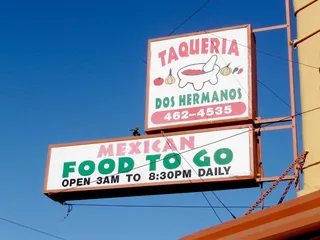 TAQUERIA
DOS HERMANOS
462-4535
MEXICAN
FOOD TO GO
OPEN 3AM TO 8:30PM DAILY